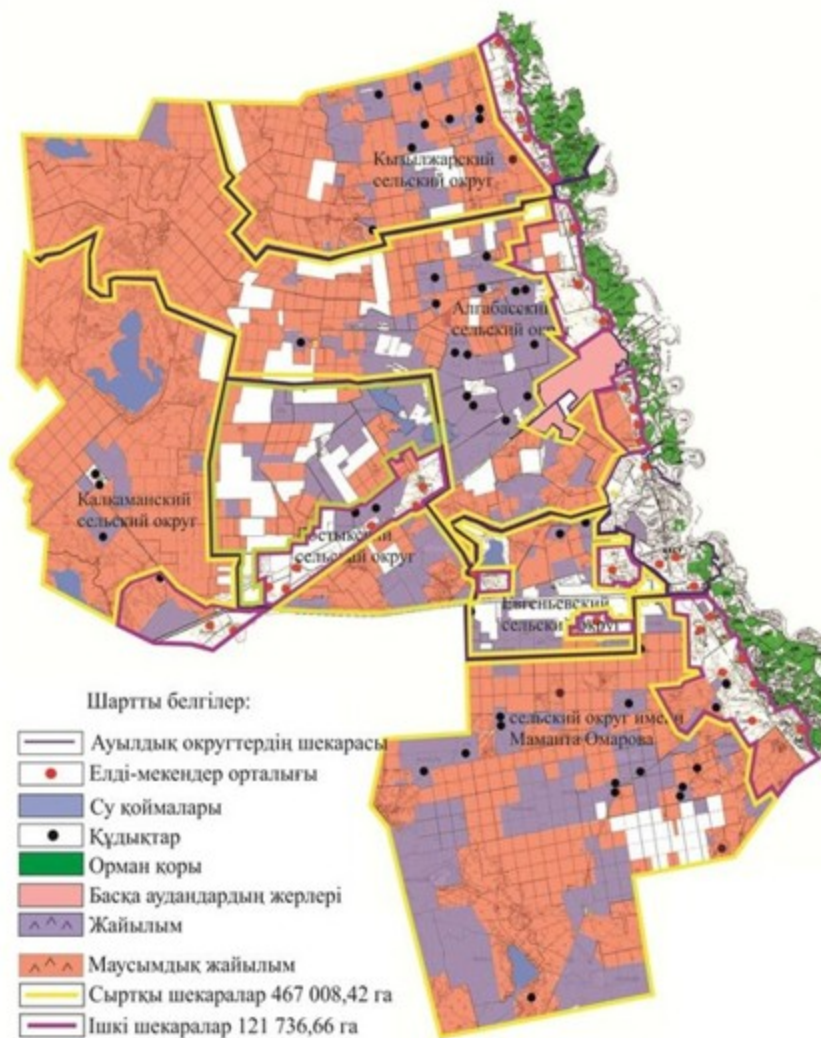 Кызылжарский
сельский округ
Алгабасский
сельский окр
Калкаманский
сельский округ
сельский округ
Евгеньевский
сельский округ
сельский округ имени
Маманта Омарова
Шартты белгілер:
Ауылдық округтердің шекарасы
Елді-мекендер орталығы
Су қоймалары
Құдықтар
Орман қоры
Басқа аудандардың жерлері
Жайылым
Маусымдық жайылым
Сыртқы шекаралар 467 008,42 га
Ішкі шекаралар 121 736,66 га